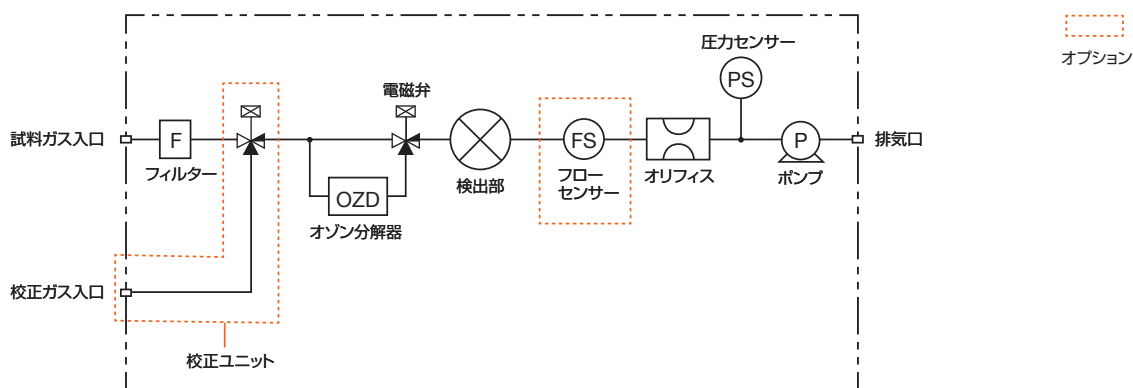 オプション
圧力センサー
PS
電磁弁
試料ガス入口
F
フィルター
検出部
FS
フロー
センサー
オリフィス
P
ポンプ
排気口
OZD
オゾン分解器
校正ガス入口
校正ユニット